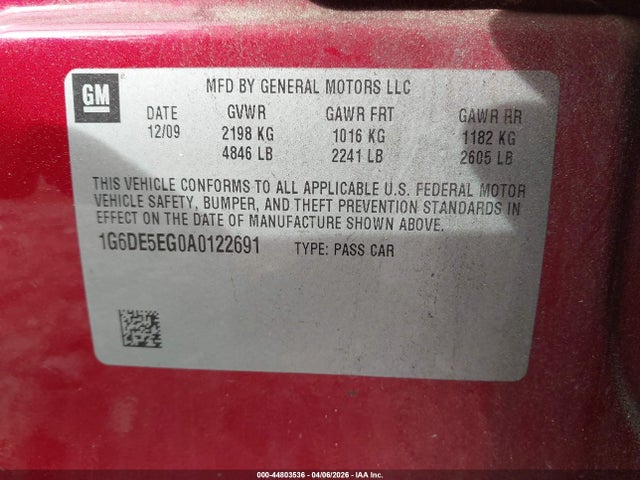 GM
MFD BY GENERAL MOTORS LLC
DATE GVWR GAWR FRT GAWR RR
12/09 2198 KG 1016 KG 1182 KG
4846 LB 2241 LB 2605 LB
THIS VEHICLE CONFORMS TO ALL APPLICABLE U.S. FEDERAL MOTOR
VEHICLE SAFETY, BUMPER, AND THEFT PREVENTION STANDARDS IN
EFFECT ON THE DATE OF MANUFACTURE SHOWN ABOVE.
1G6DE5EG0A0122691 TYPE: PASS CAR
000-44803536 - 04/06/2026 - IAA Inc.